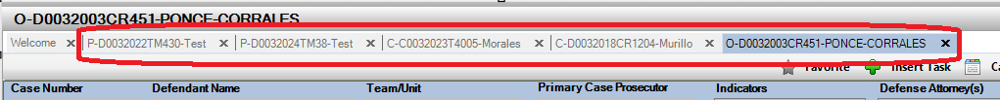 O-D0032003CR451-PONCE-CORRALES
Welcome × P-D0032022TM430-Test × P-D0032024TM38-Test × C-C0032023T4005-Morales × C-D0032018CR1204-Murillo × O-D0032003CR451-PONCE-CORRALES ×
Favorite Insert Task
Case Number Defendant Name Team/Unit Primary Case Prosecutor Indicators Defense Attorney(s)